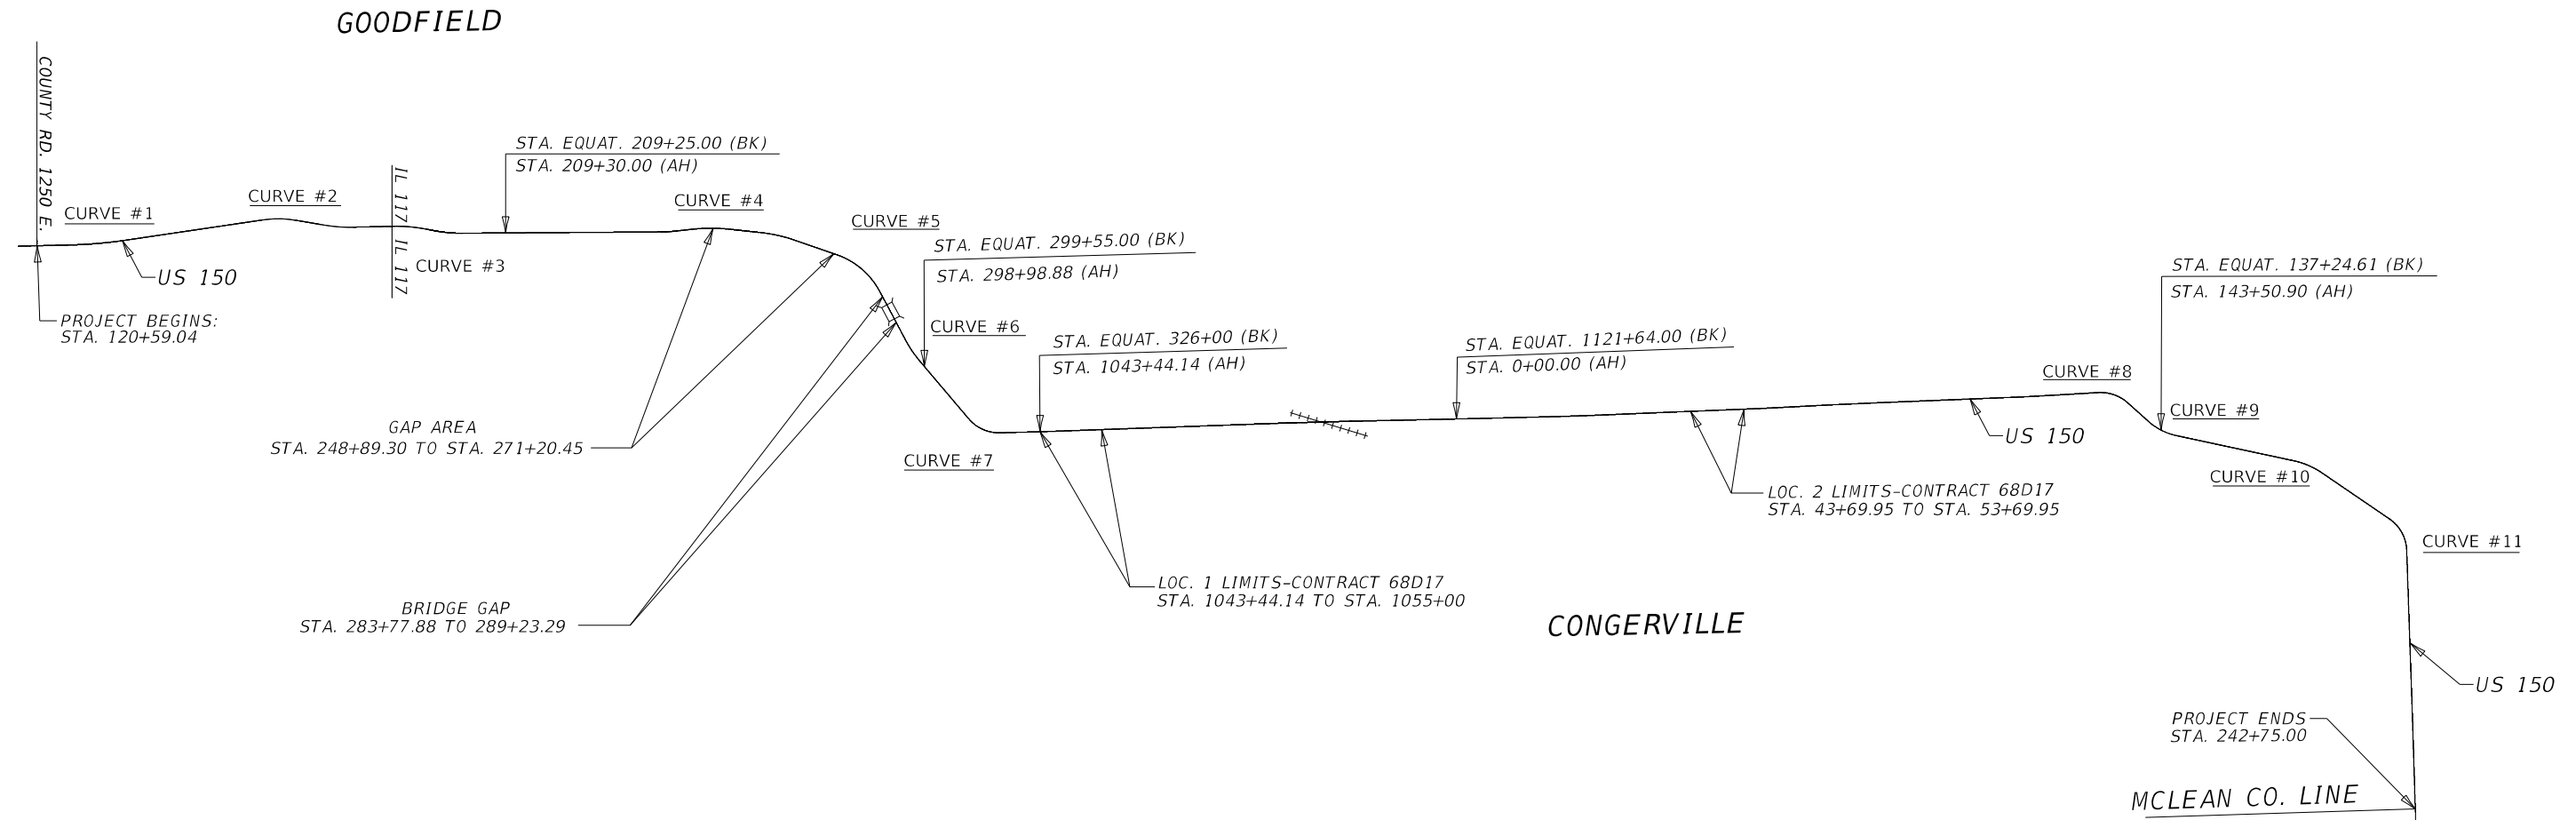 GOODFIELD
COUNTY RD. 1250 E.
CURVE #1
US 150
PROJECT BEGINS:
STA. 120+59.04
CURVE #2
IL 117
IL 117
CURVE #3
STA. EQUAT. 209+25.00 (BK)
STA. 209+30.00 (AH)
CURVE #4
GAP AREA
STA. 248+89.30 TO STA. 271+20.45
CURVE #5
BRIDGE GAP
STA. 283+77.88 TO 289+23.29
STA. EQUAT. 299+55.00 (BK)
STA. 298+98.88 (AH)
CURVE #6
CURVE #7
STA. EQUAT. 326+00 (BK)
STA. 1043+44.14 (AH)
LOC. 1 LIMITS-CONTRACT 68D17
STA. 1043+44.14 TO STA. 1055+00
STA. EQUAT. 1121+64.00 (BK)
STA. 0+00.00 (AH)
CONGERVILLE
LOC. 2 LIMITS-CONTRACT 68D17
STA. 43+69.95 TO STA. 53+69.95
US 150
CURVE #8
STA. EQUAT. 137+24.61 (BK)
STA. 143+50.90 (AH)
CURVE #9
CURVE #10
CURVE #11
US 150
PROJECT ENDS
STA. 242+75.00
MCLEAN CO. LINE